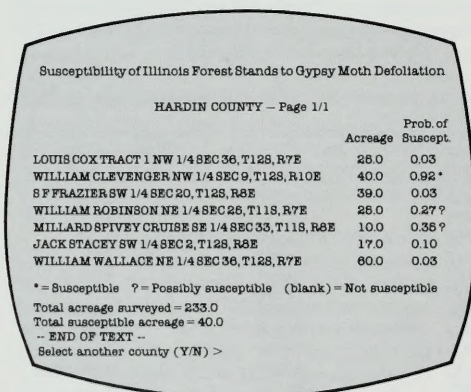 Susceptibility of Illinois Forest Stands to Gypsy Moth Defoliation
HARDIN COUNTY – Page 1/1
Prob. of
Acreage Suscept.
LOUIS COX TRACT 1 NW 1/4 SEC 36, T12S, R7E 25.0 0.03
WILLIAM CLEVENGER NW 1/4 SEC 9, T12S, R10E 40.0 0.92 *
S F FRAZIER SW 1/4 SEC 20, T12S, R8E 39.0 0.03
WILLIAM ROBINSON NE 1/4 SEC 25, T11S, R7E 25.0 0.27 ?
MILLARD SPIVEY CRUISE SE 1/4 SEC 33, T11S, R8E 10.0 0.35 ?
JACK STACEY SW 1/4 SEC 2, T12S, R8E 17.0 0.10
WILLIAM WALLACE NE 1/4 SEC 36, T12S, R7E 60.0 0.03
* = Susceptible ? = Possibly susceptible (blank) = Not susceptible
Total acreage surveyed = 233.0
Total susceptible acreage = 40.0
-- END OF TEXT --
Select another county (Y/N) >